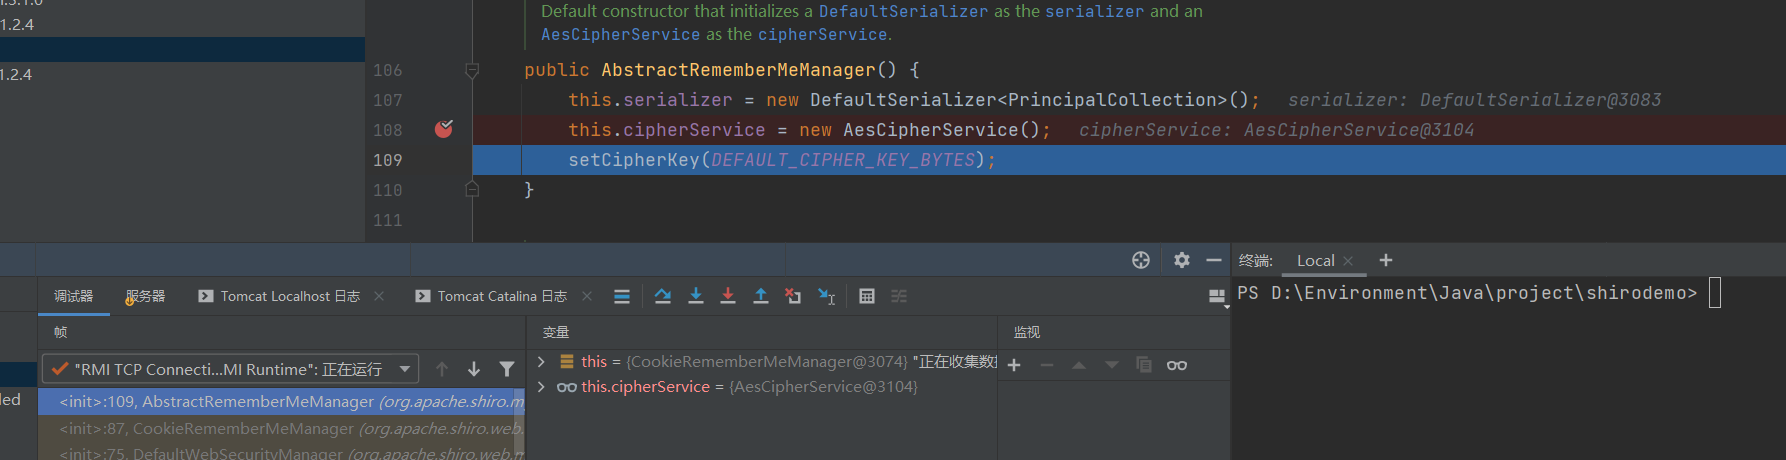 1.2.4
1.2.4
Default constructor that initializes a DefaultSerializer as the serializer and an
AesCipherService as the cipherService.
106 public AbstractRememberMeManager() {
107 this.serializer = new DefaultSerializer<PrincipalCollection>(); serializer: DefaultSerializer@3083
108 this.cipherService = new AesCipherService(); cipherService: AesCipherService@3104
109 setCipherKey(DEFAULT_CIPHER_KEY_BYTES);
110 }
111
终端: Local
调试器 服务器 Tomcat Localhost 日志 Tomcat Catalina 日志
PS D:\Environment\Java\project\shirodemo>
帧 变量 监视
"RMI TCP Connecti...MI Runtime": 正在运行
this = {CookieRememberMeManager@3074} "正在收集数据
this.cipherService = {AesCipherService@3104}
led
<init>:109, AbstractRememberMeManager (org.apache.shiro.m
<init>:87, CookieRememberMeManager (org.apache.shiro.web.
<init>:75, DefaultWebSecurityManager (org.apache.shiro.web.m